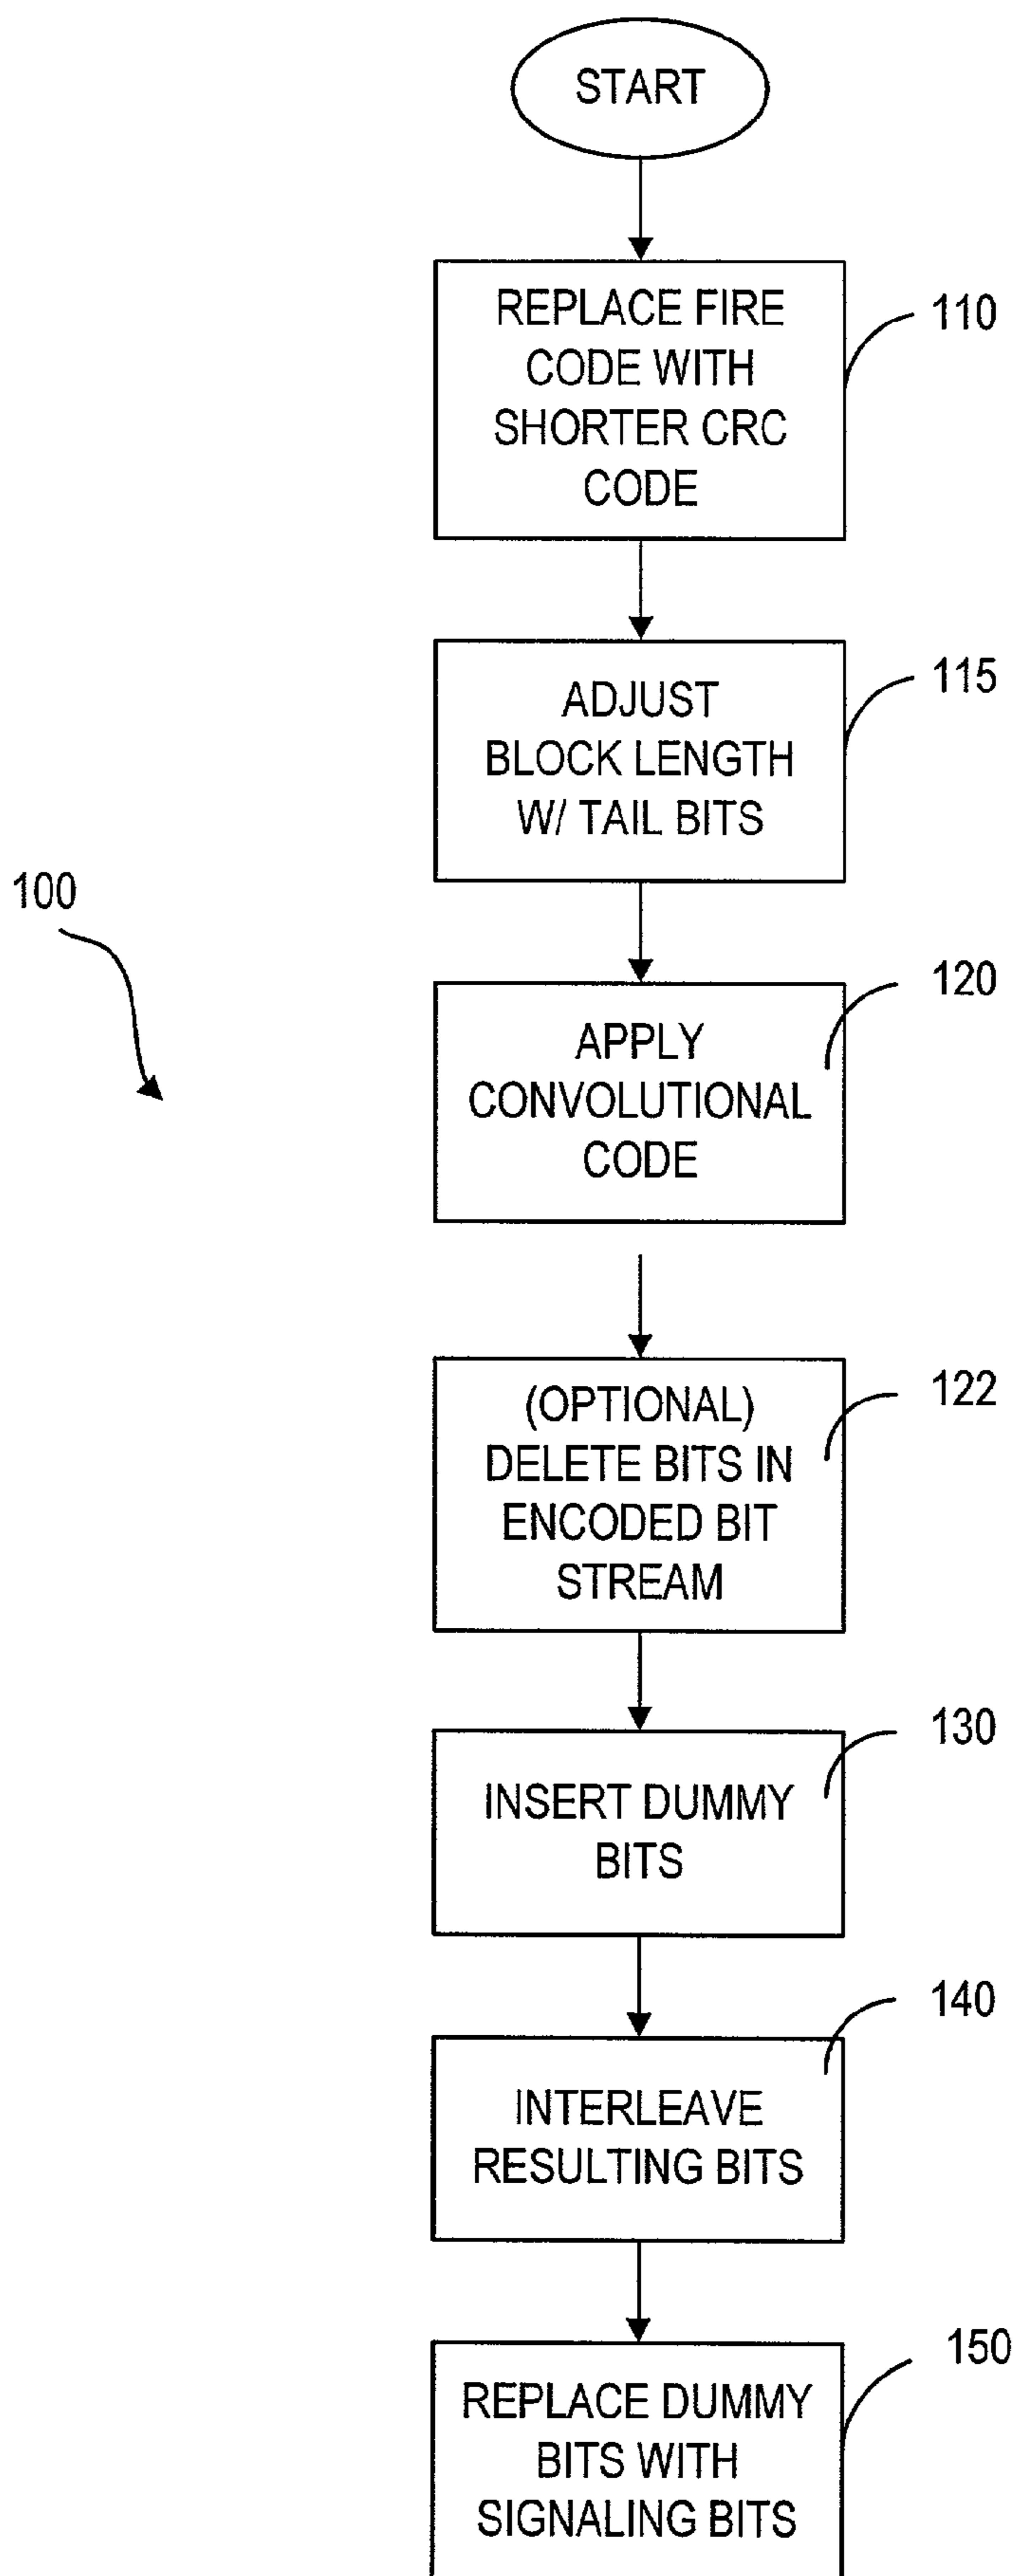 START
REPLACE FIRE
CODE WITH
SHORTER CRC
CODE
110
ADJUST
BLOCK LENGTH
W/ TAIL BITS
115
100
APPLY
CONVOLUTIONAL
CODE
120
(OPTIONAL)
DELETE BITS IN
ENCODED BIT
STREAM
122
INSERT DUMMY
BITS
130
INTERLEAVE
RESULTING BITS
140
REPLACE DUMMY
BITS WITH
SIGNALING BITS
150